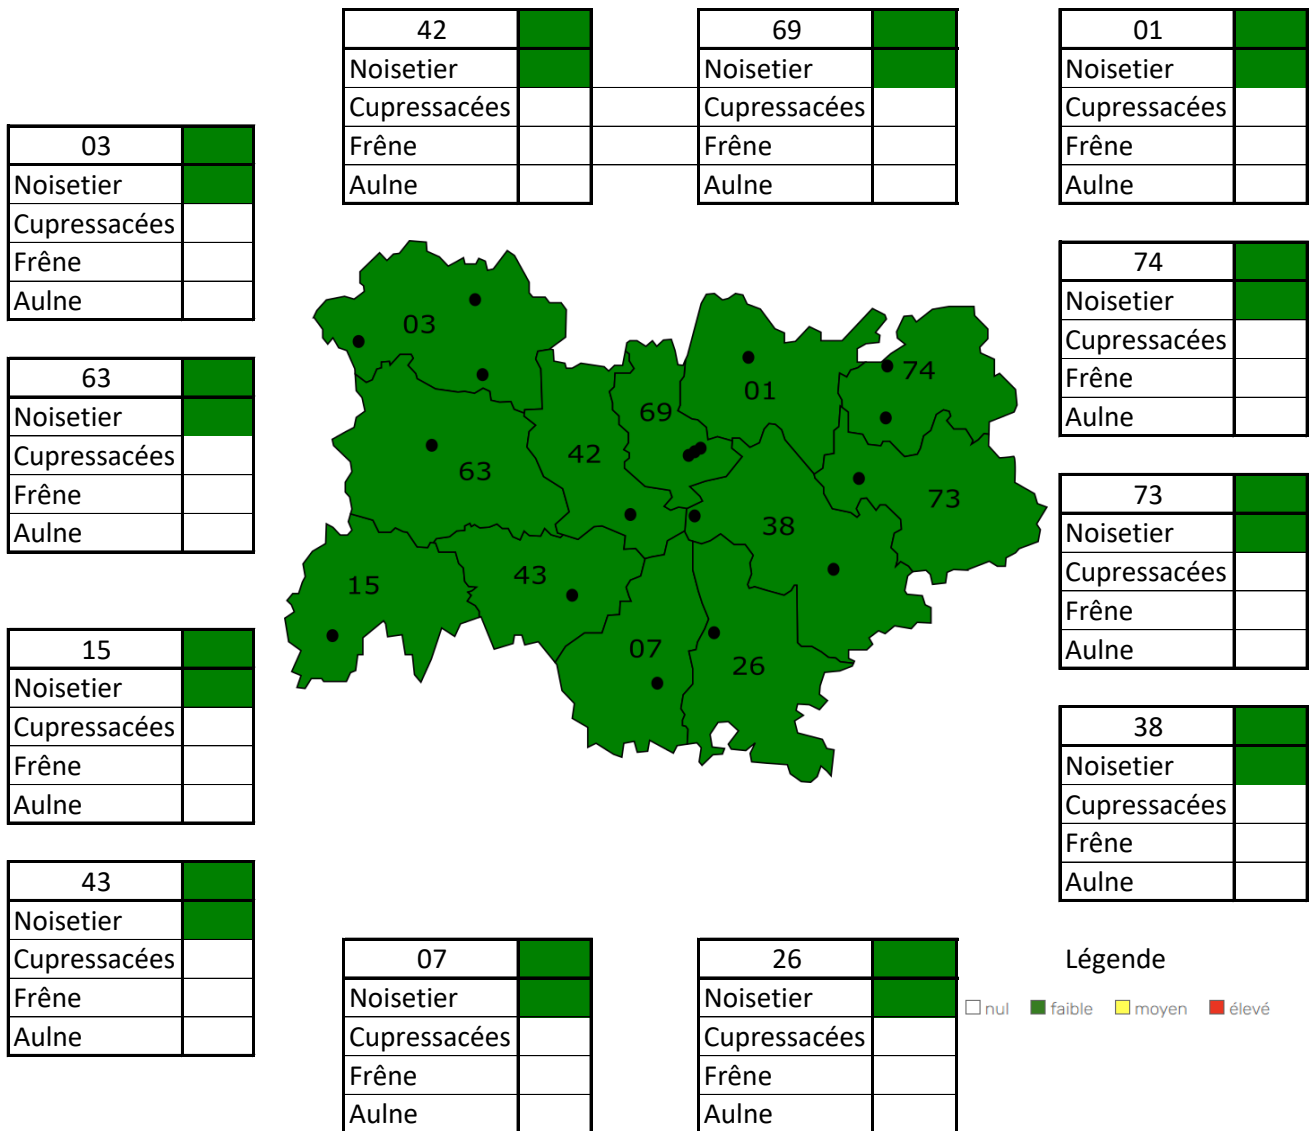 42
Noisetier
Cupressacées
Frêne
Aulne
69
Noisetier
Cupressacées
Frêne
Aulne
01
Noisetier
Cupressacées
Frêne
Aulne
03
Noisetier
Cupressacées
Frêne
Aulne
74
Noisetier
Cupressacées
Frêne
Aulne
63
Noisetier
Cupressacées
Frêne
Aulne
03
01
74
69
42
63
73
38
43
15
07
26
73
Noisetier
Cupressacées
Frêne
Aulne
15
Noisetier
Cupressacées
Frêne
Aulne
38
Noisetier
Cupressacées
Frêne
Aulne
43
Noisetier
Cupressacées
Frêne
Aulne
07
Noisetier
Cupressacées
Frêne
Aulne
26
Noisetier
Cupressacées
Frêne
Aulne
Légende
nul faible moyen élevé